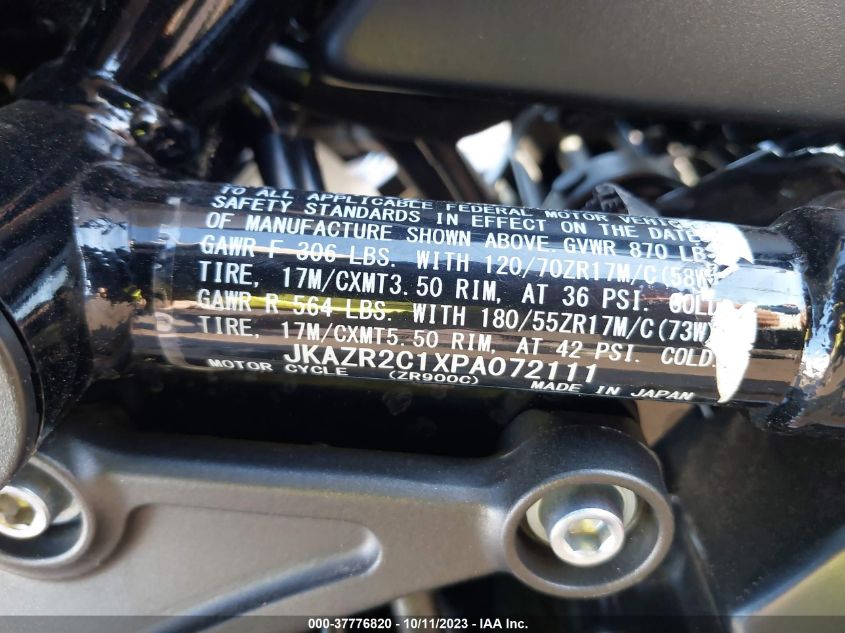 TO ALL APPLICABLE FEDERAL MOTOR
SAFETY STANDARDS IN EFFECT ON THE DATE
OF MANUFACTURE SHOWN ABOVE. GVWR 870 LBS
GAWR F 306 LBS. WITH 120/70ZR17M/C(58W)
TIRE, 17M/CXMT3.50 RIM, AT 36 PSI. COLD.
GAWR R 564 LBS. WITH 180/55ZR17M/C(73W)
TIRE, 17M/CXMT5.50 RIM, AT 42 PSI. COLD.
JKAZR2C1XPA072111
MOTOR CYCLE (ZR900C) MADE IN JAPAN
000-37776820 - 10/11/2023 - IAA Inc.